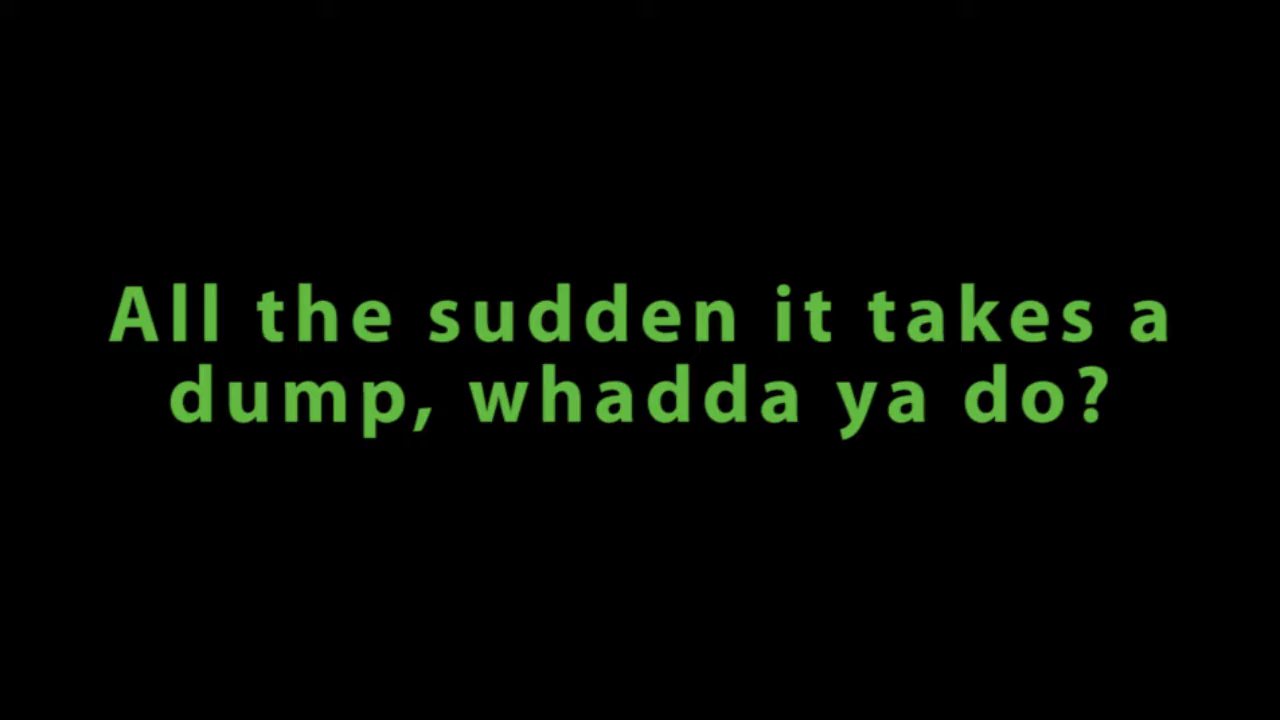 All the sudden it takes a
dump, whadda ya do?